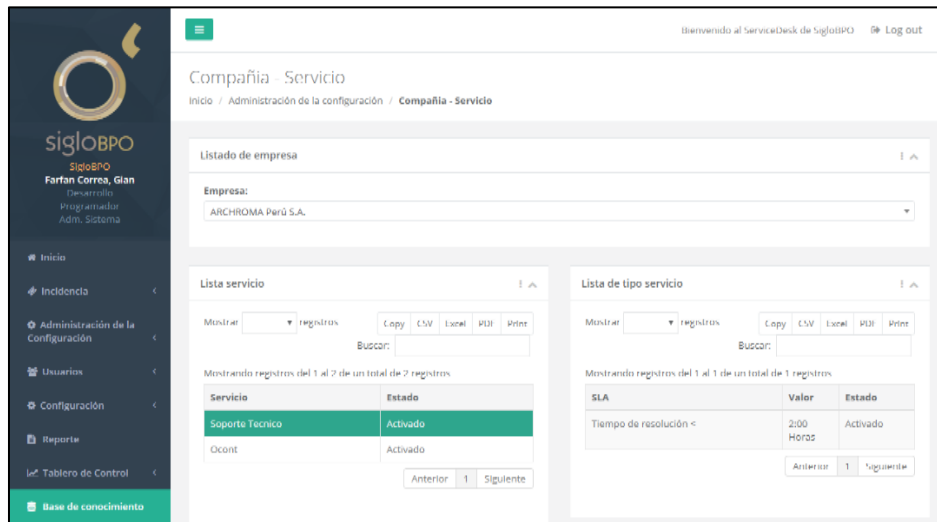 sigloBPO
SigloBPO
Farfan Correa, Gian
Desarrollo
Programador
Adm. Sistema
Inicio
Incidencia
Administración de la
Configuración
Usuarios
Configuración
Reporte
Tablero de Control
Base de conocimiento
Bienvenido al ServiceDesk de SigloBPO Log out
Compañia - Servicio
Inicio / Administración de la configuración / Compañia - Servicio
Listado de empresa
Empresa:
ARCHROMA Perú S.A.
Lista servicio
Mostrar registros
Copy CSV Excel PDF Print
Buscar:
Mostrando registros del 1 al 2 de un total de 2 registros
Servicio Estado
Soporte Tecnico Activado
Ocont Activado
Anterior 1 Siguiente
Lista de tipo servicio
Mostrar registros
Copy CSV Excel PDF Print
Buscar:
Mostrando registros del 1 al 1 de un total de 1 registros
SLA Valor Estado
Tiempo de resolución < 2:00 Activado
Horas
Anterior 1 Siguiente